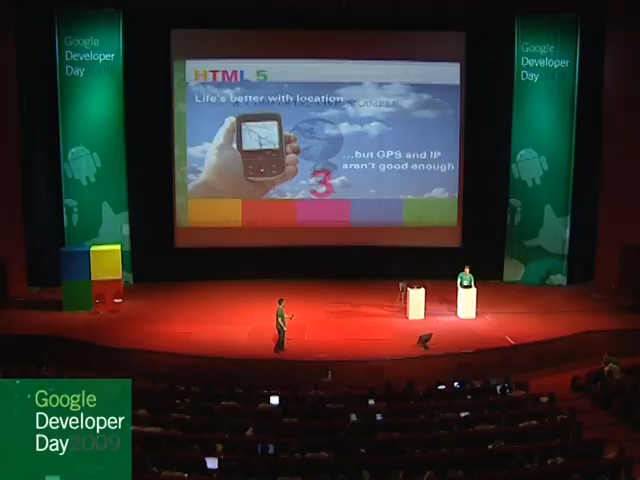 Google
Developer
Day
HTML 5
Life's better with location
...but GPS and IP
aren't good enough
3
Google
Developer
Day
Google
Developer
Day2009